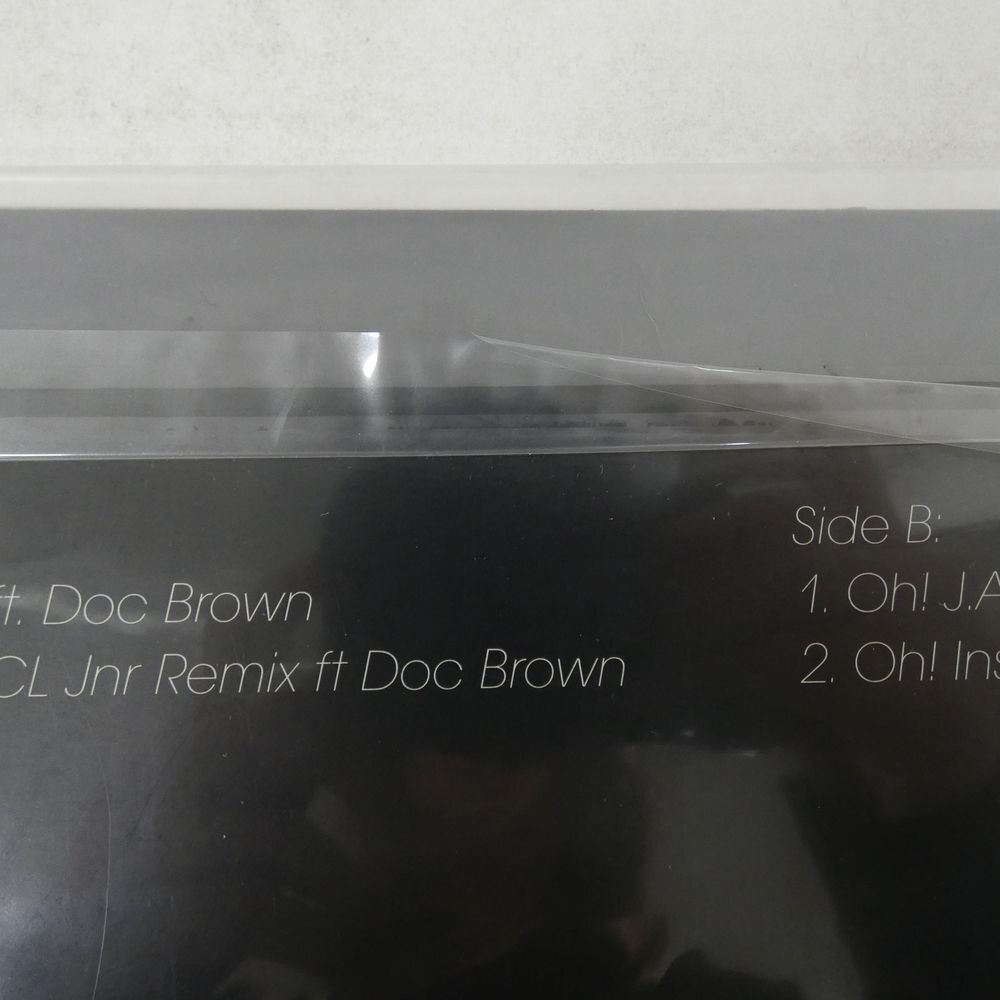 ft. Doc Brown
CL Jnr Remix ft Doc Brown
Side B:
1. Oh! J.A
2. Oh! Ins